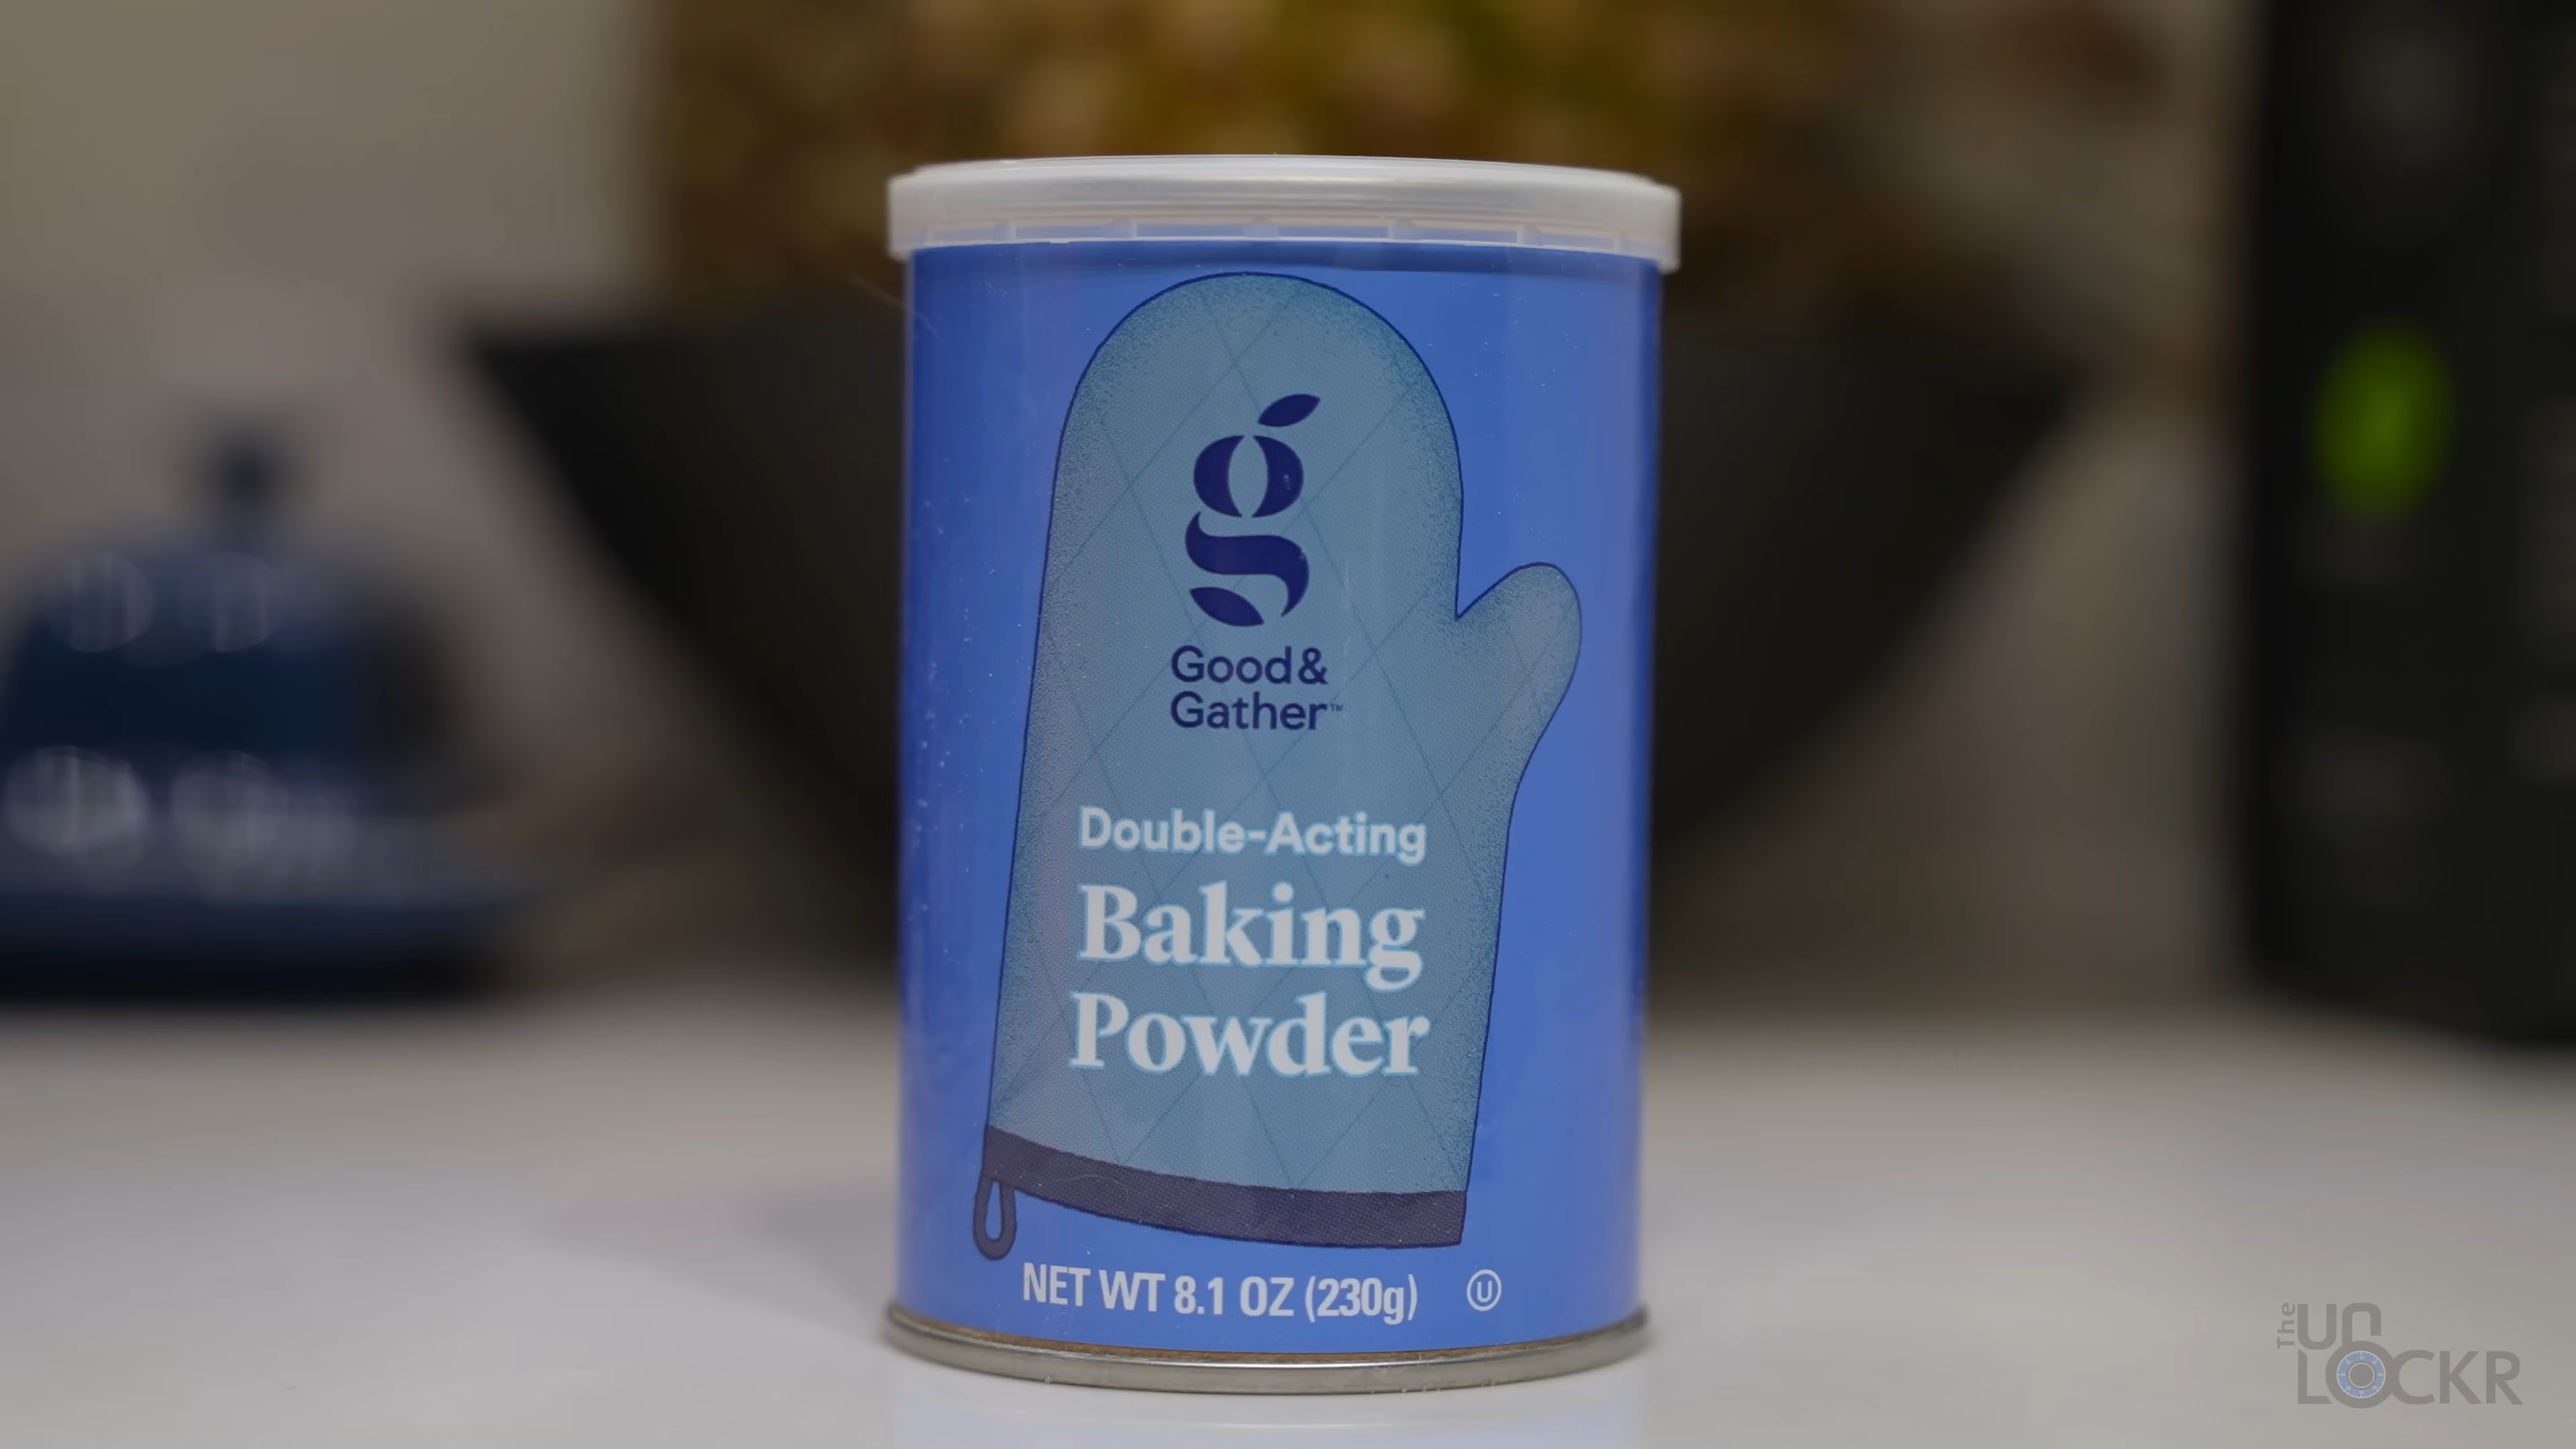 g
Good &
Gather™
Double-Acting
Baking
Powder
NET WT 8.1 OZ (230g) Ⓤ
The
UN
LOCKR